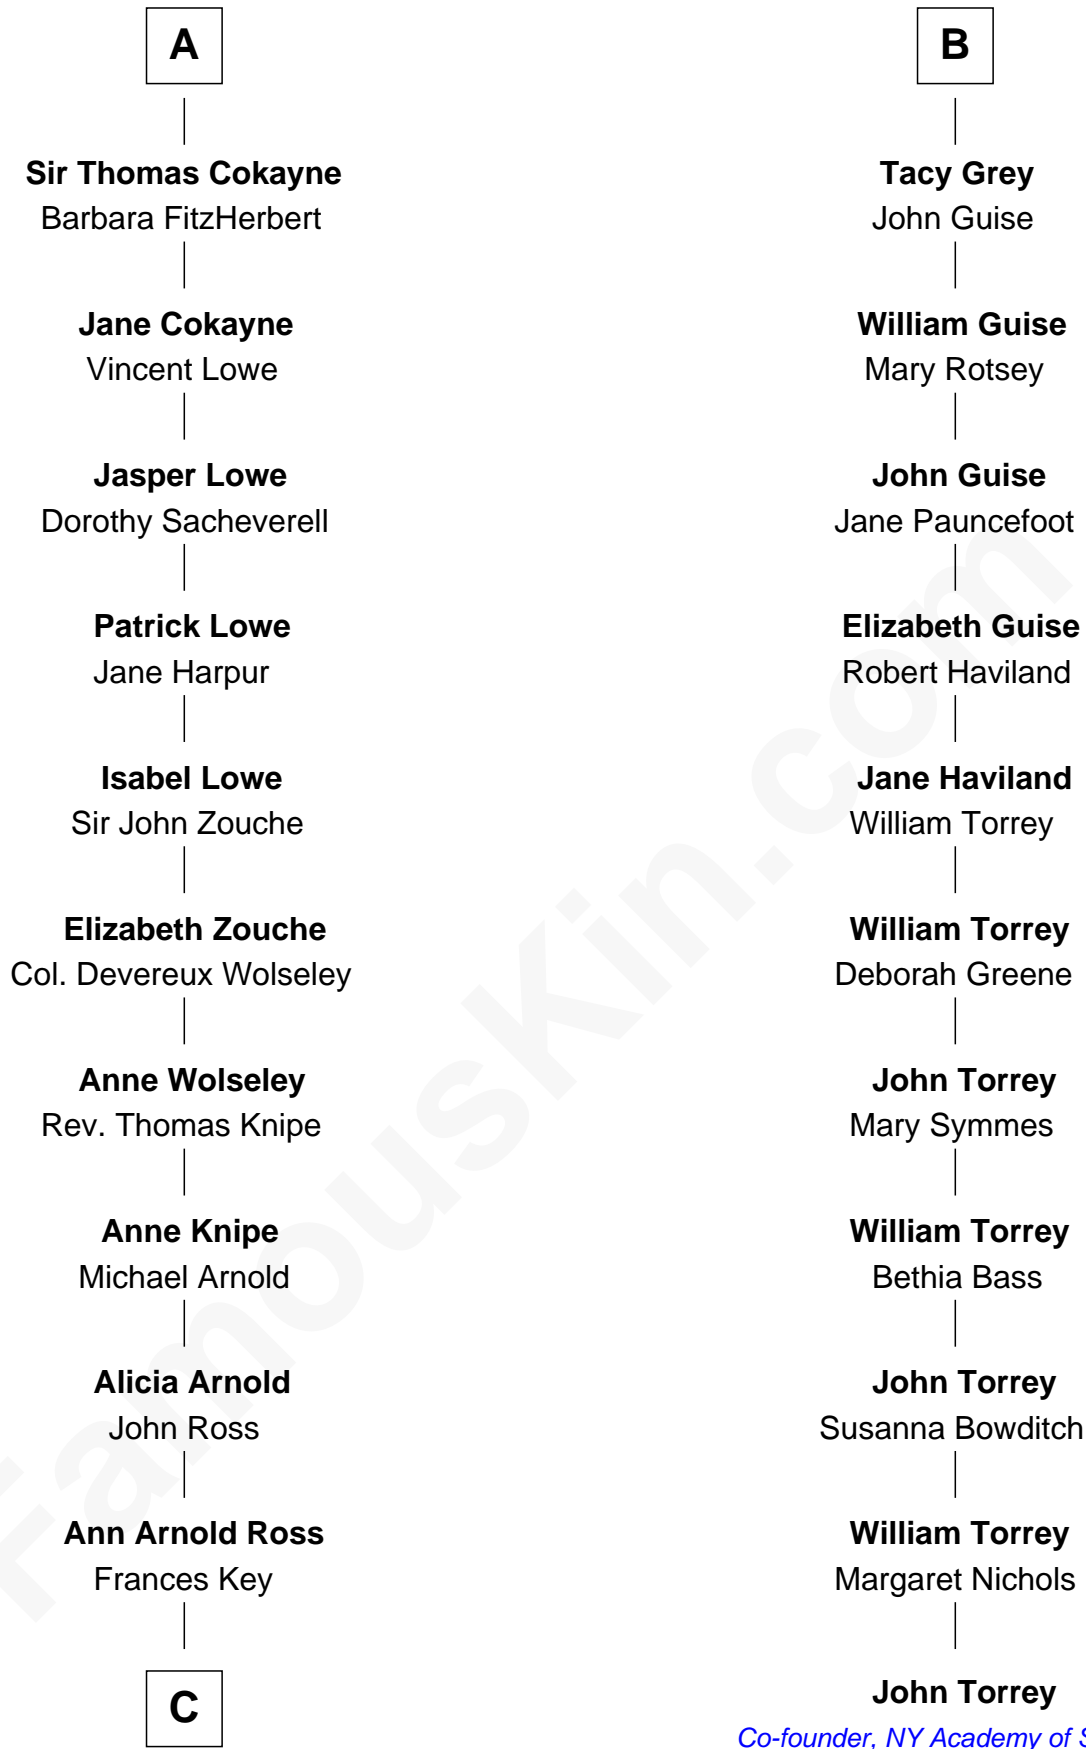 A
Sir Thomas Cokayne
Barbara FitzHerbert
Jane Cokayne
Vincent Lowe
Jasper Lowe
Dorothy Sacheverell
Patrick Lowe
Jane Harpur
Isabel Lowe
Sir John Zouche
Elizabeth Zouche
Col. Devereux Wolseley
Anne Wolseley
Rev. Thomas Knipe
Anne Knipe
Michael Arnold
Alicia Arnold
John Ross
Ann Arnold Ross
Frances Key
C
B
Tacy Grey
John Guise
William Guise
Mary Rotsey
John Guise
Jane Pauncefoot
Elizabeth Guise
Robert Haviland
Jane Haviland
William Torrey
William Torrey
Deborah Greene
John Torrey
Mary Symmes
William Torrey
Bethia Bass
John Torrey
Susanna Bowditch
William Torrey
Margaret Nichols
John Torrey
Co-founder, NY Academy of S
FamousKin.com